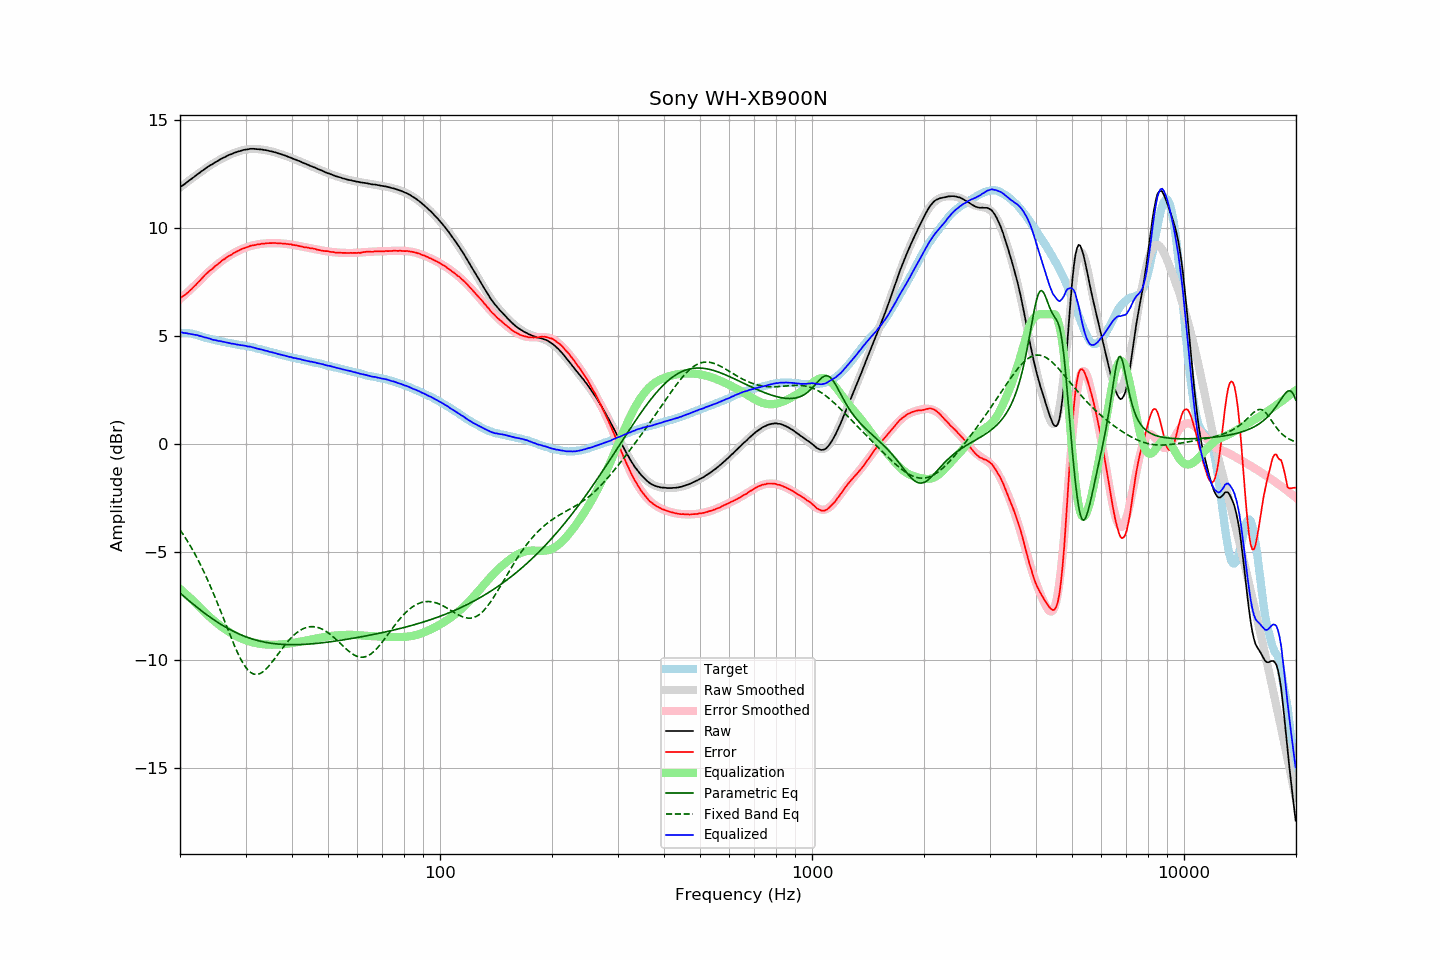 Sony WH-XB900N
15
10
5
0
−5
−10
−15
Amplitude (dBr)
100
1000
10000
Frequency (Hz)
Target
Raw Smoothed
Error Smoothed
Raw
Error
Equalization
Parametric Eq
Fixed Band Eq
Equalized